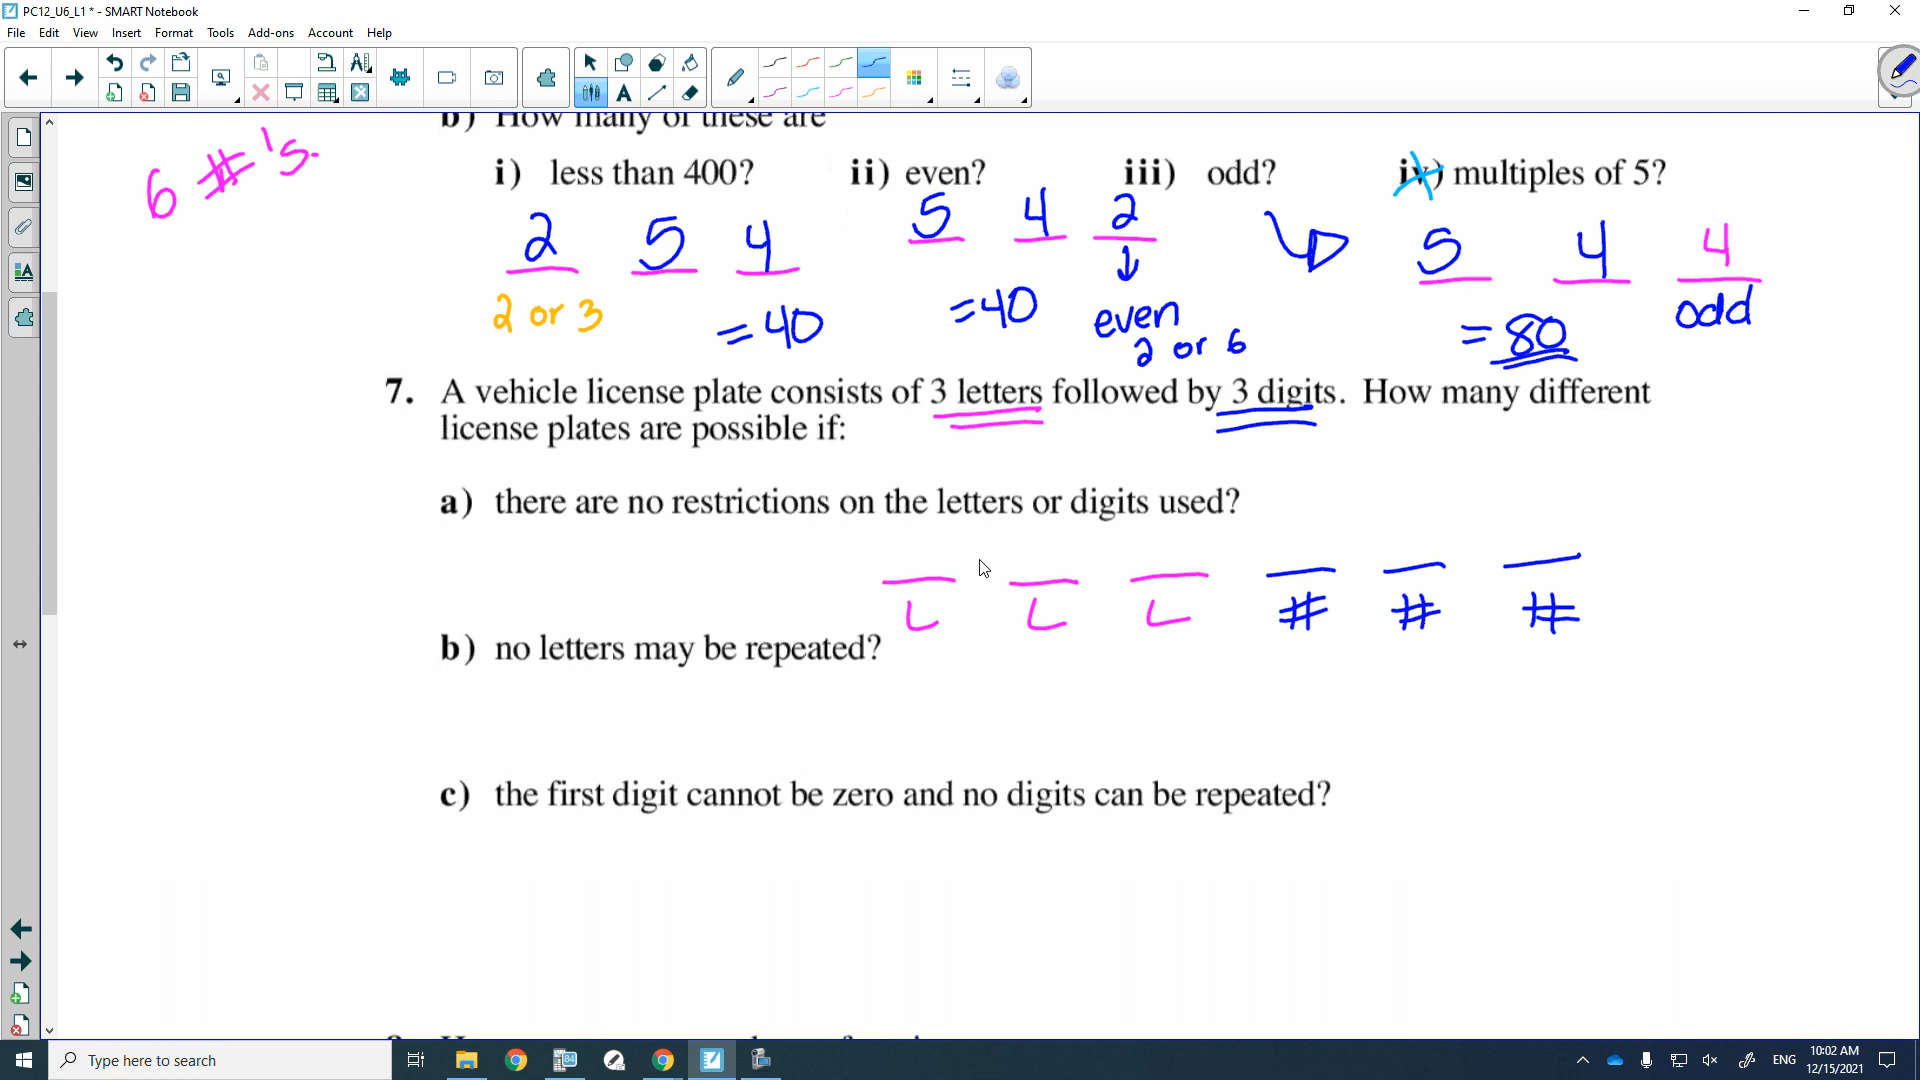 PC12_U6_L1 * - SMART Notebook
File Edit View Insert Format Tools Add-ons Account Help
b) How many of these are
6 #'s.
i) less than 400? ii) even? iii) odd? iv) multiples of 5?
2 5 4 5 4 2 5 4 4
2 or 3 = 40 = 40 even 2 or 6 = 80 odd
7. A vehicle license plate consists of 3 letters followed by 3 digits. How many different
license plates are possible if:
a) there are no restrictions on the letters or digits used?
L L L # # #
b) no letters may be repeated?
c) the first digit cannot be zero and no digits can be repeated?
Type here to search
84
ENG
10:02 AM
12/15/2021